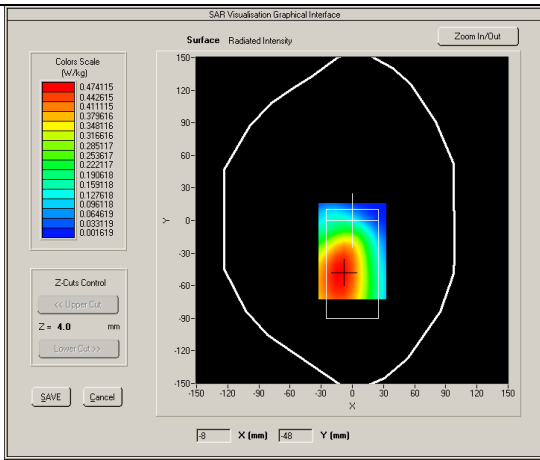 SAR Visualisation Graphical Interface
Surface Radiated Intensity
Zoom In/Out
Colors Scale
(W/kg)
0.474115
0.442615
0.411115
0.379616
0.348116
0.316616
0.285117
0.253617
0.222117
0.190618
0.159118
0.127618
0.096118
0.064619
0.033119
0.001619
150
120
90
60
30
0
-30
-60
-90
-120
-150
Y
-150 -120 -90 -60 -30 0 30 60 90 120 150
X
Z-Cuts Control
<< Upper Cut
Z = 4.0 mm
Lower Cut >>
SAVE Cancel
-8 X (mm) -48 Y (mm)